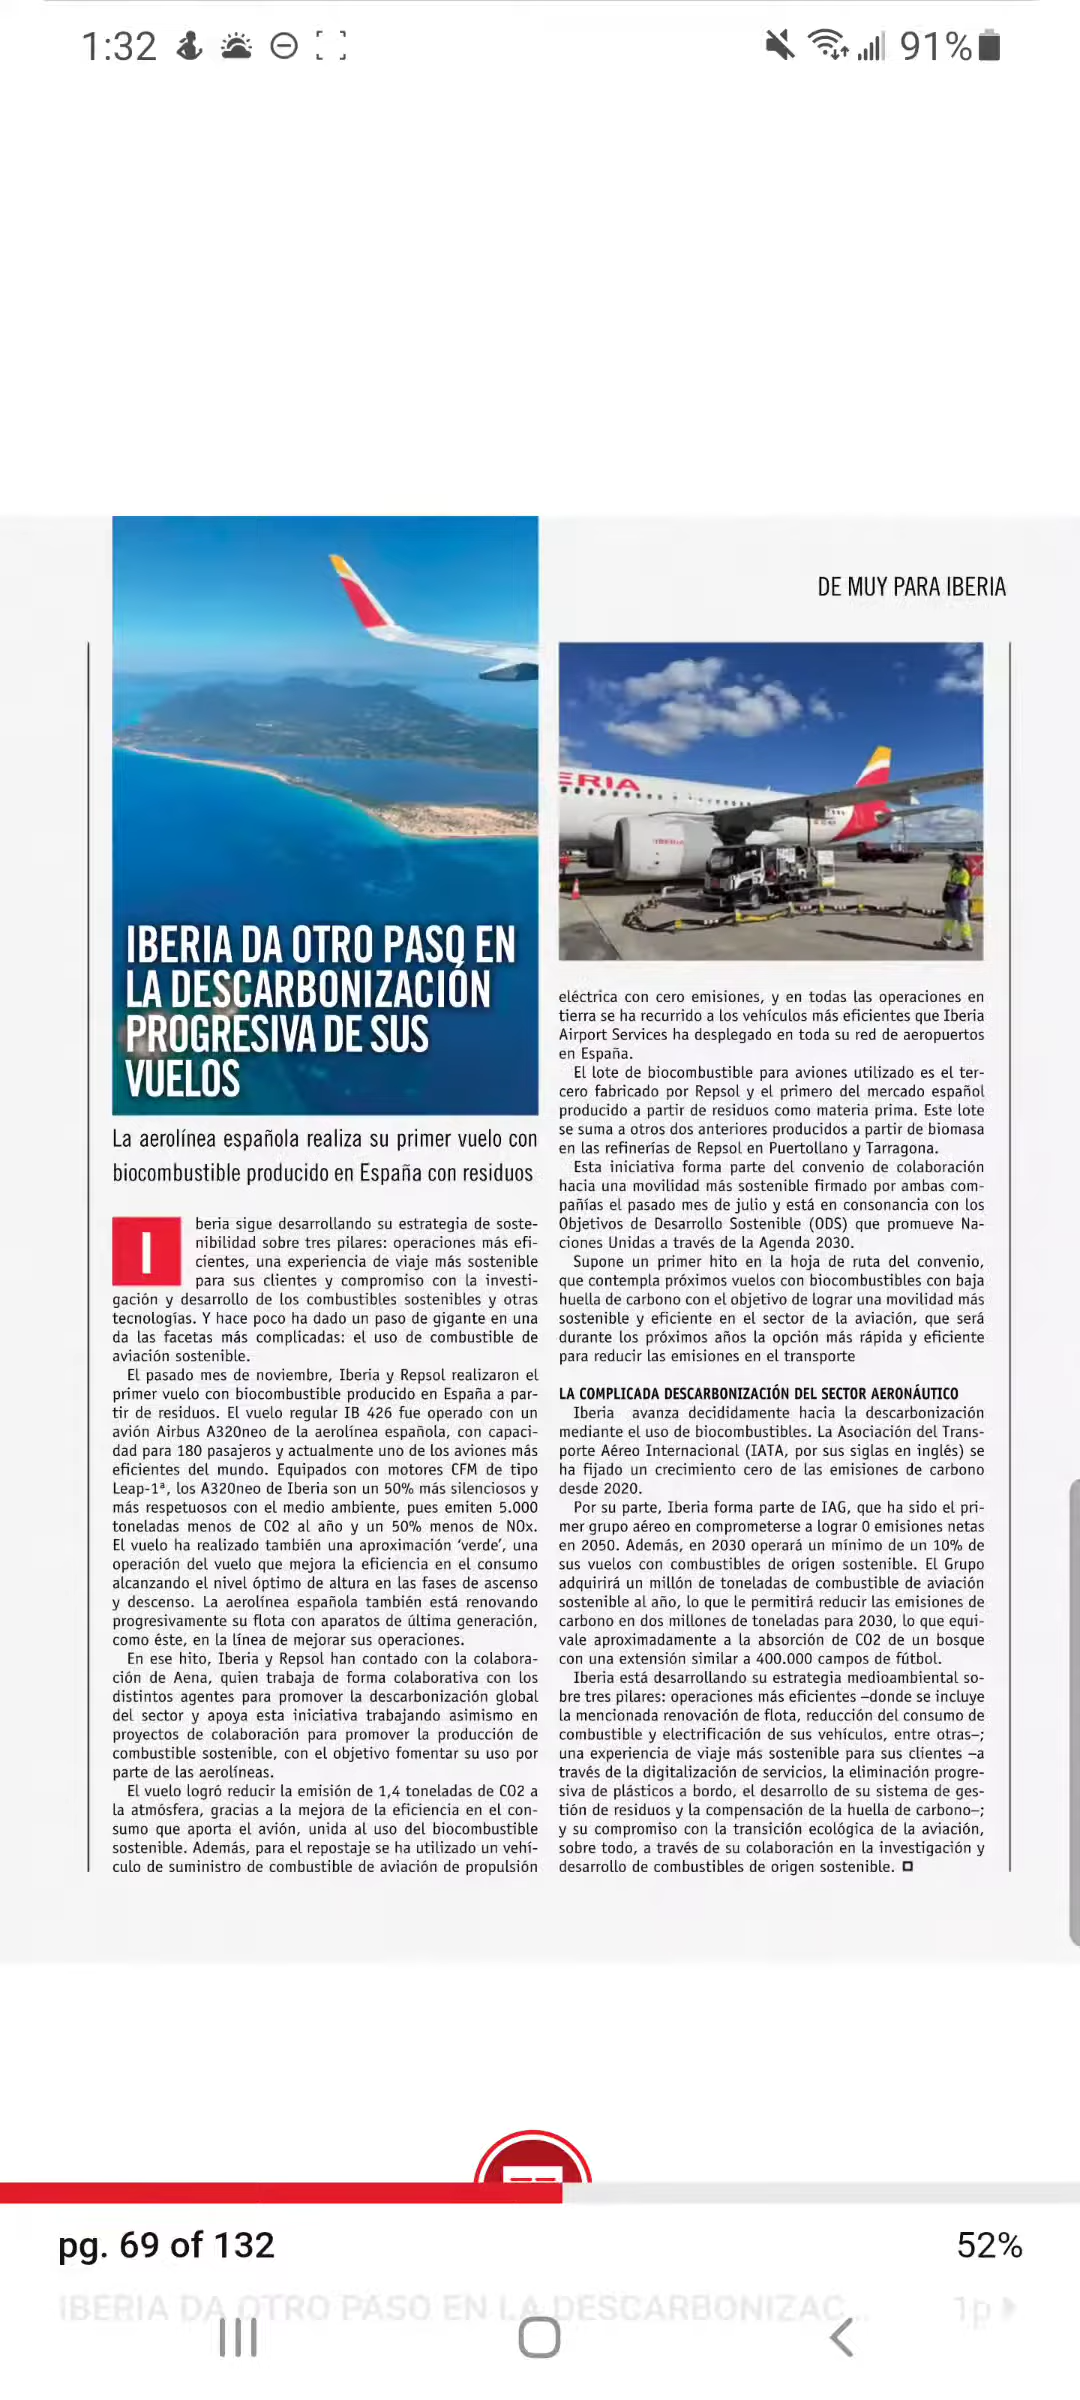 1:32
91%
DE MUY PARA IBERIA
ERIA
IBERIA
IBERIA DA OTRO PASO EN
LA DESCARBONIZACIÓN
PROGRESIVA DE SUS
VUELOS
La aerolínea española realiza su primer vuelo con
biocombustible producido en España con residuos
I
beria sigue desarrollando su estrategia de soste-
nibilidad sobre tres pilares: operaciones más efi-
cientes, una experiencia de viaje más sostenible
para sus clientes y compromiso con la investi-
gación y desarrollo de los combustibles sostenibles y otras
tecnologías. Y hace poco ha dado un paso de gigante en una
da las facetas más complicadas: el uso de combustible de
aviación sostenible.
El pasado mes de noviembre, Iberia y Repsol realizaron el
primer vuelo con biocombustible producido en España a par-
tir de residuos. El vuelo regular IB 426 fue operado con un
avión Airbus A320neo de la aerolínea española, con capaci-
dad para 180 pasajeros y actualmente uno de los aviones más
eficientes del mundo. Equipados con motores CFM de tipo
Leap-1ª, los A320neo de Iberia son un 50% más silenciosos y
más respetuosos con el medio ambiente, pues emiten 5.000
toneladas menos de CO2 al año y un 50% menos de NOx.
El vuelo ha realizado también una aproximación ‘verde’, una
operación del vuelo que mejora la eficiencia en el consumo
alcanzando el nivel óptimo de altura en las fases de ascenso
y descenso. La aerolínea española también está renovando
progresivamente su flota con aparatos de última generación,
como éste, en la línea de mejorar sus operaciones.
En ese hito, Iberia y Repsol han contado con la colabora-
ción de Aena, quien trabaja de forma colaborativa con los
distintos agentes para promover la descarbonización global
del sector y apoya esta iniciativa trabajando asimismo en
proyectos de colaboración para promover la producción de
combustible sostenible, con el objetivo fomentar su uso por
parte de las aerolíneas.
El vuelo logró reducir la emisión de 1,4 toneladas de CO2 a
la atmósfera, gracias a la mejora de la eficiencia en el con-
sumo que aporta el avión, unida al uso del biocombustible
sostenible. Además, para el repostaje se ha utilizado un vehí-
culo de suministro de combustible de aviación de propulsión
eléctrica con cero emisiones, y en todas las operaciones en
tierra se ha recurrido a los vehículos más eficientes que Iberia
Airport Services ha desplegado en toda su red de aeropuertos
en España.
El lote de biocombustible para aviones utilizado es el ter-
cero fabricado por Repsol y el primero del mercado español
producido a partir de residuos como materia prima. Este lote
se suma a otros dos anteriores producidos a partir de biomasa
en las refinerías de Repsol en Puertollano y Tarragona.
Esta iniciativa forma parte del convenio de colaboración
hacia una movilidad más sostenible firmado por ambas com-
pañías el pasado mes de julio y está en consonancia con los
Objetivos de Desarrollo Sostenible (ODS) que promueve Na-
ciones Unidas a través de la Agenda 2030.
Supone un primer hito en la hoja de ruta del convenio,
que contempla próximos vuelos con biocombustibles con baja
huella de carbono con el objetivo de lograr una movilidad más
sostenible y eficiente en el sector de la aviación, que será
durante los próximos años la opción más rápida y eficiente
para reducir las emisiones en el transporte
LA COMPLICADA DESCARBONIZACIÓN DEL SECTOR AERONÁUTICO
Iberia avanza decididamente hacia la descarbonización
mediante el uso de biocombustibles. La Asociación del Trans-
porte Aéreo Internacional (IATA, por sus siglas en inglés) se
ha fijado un crecimiento cero de las emisiones de carbono
desde 2020.
Por su parte, Iberia forma parte de IAG, que ha sido el pri-
mer grupo aéreo en comprometerse a lograr 0 emisiones netas
en 2050. Además, en 2030 operará un mínimo de un 10% de
sus vuelos con combustibles de origen sostenible. El Grupo
adquirirá un millón de toneladas de combustible de aviación
sostenible al año, lo que le permitirá reducir las emisiones de
carbono en dos millones de toneladas para 2030, lo que equi-
vale aproximadamente a la absorción de CO2 de un bosque
con una extensión similar a 400.000 campos de fútbol.
Iberia está desarrollando su estrategia medioambiental so-
bre tres pilares: operaciones más eficientes –donde se incluye
la mencionada renovación de flota, reducción del consumo de
combustible y electrificación de sus vehículos, entre otras–;
una experiencia de viaje más sostenible para sus clientes –a
través de la digitalización de servicios, la eliminación progre-
siva de plásticos a bordo, el desarrollo de su sistema de ges-
tión de residuos y la compensación de la huella de carbono–;
y su compromiso con la transición ecológica de la aviación,
sobre todo, a través de su colaboración en la investigación y
desarrollo de combustibles de origen sostenible.
pg. 69 of 132
52%
IBERIA DA OTRO PASO EN LA DESCARBONIZAC...
1p